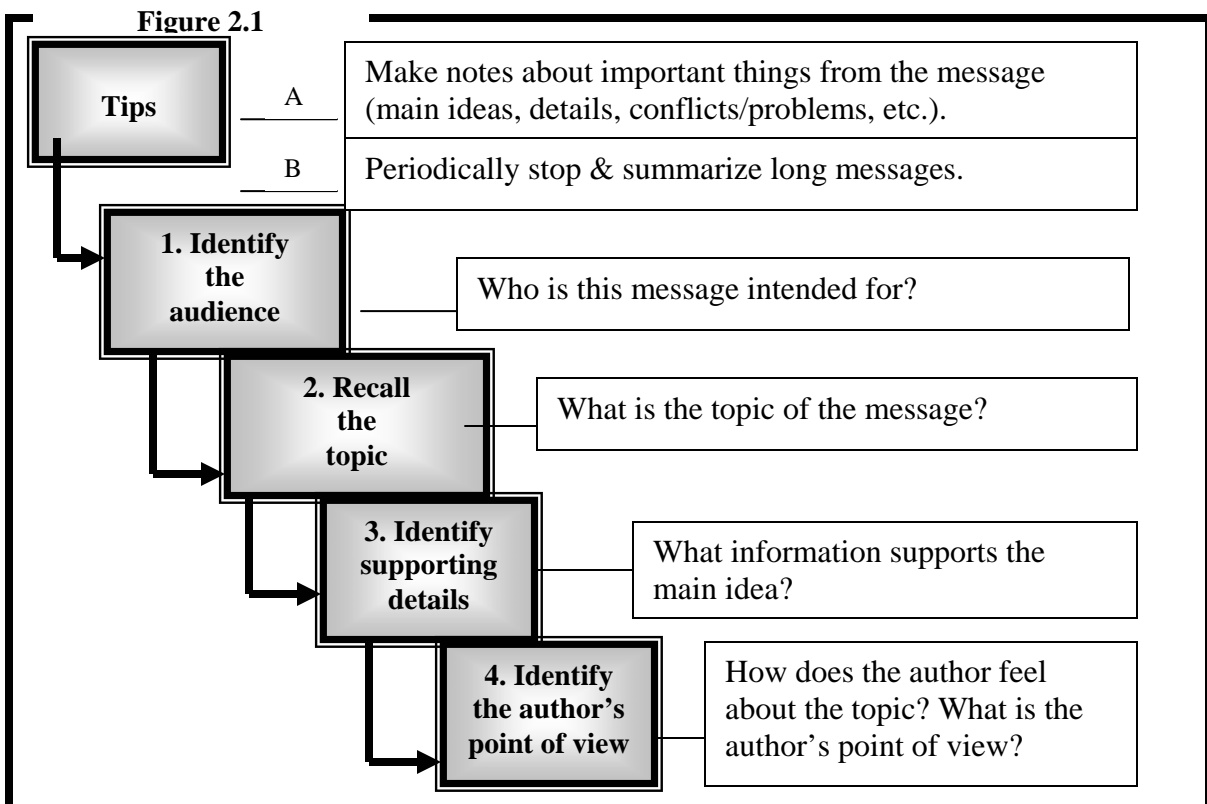 Figure 2.1
Tips
A
Make notes about important things from the message
(main ideas, details, conflicts/problems, etc.).
B
Periodically stop & summarize long messages.
1. Identify
the
audience
Who is this message intended for?
2. Recall
the
topic
What is the topic of the message?
3. Identify
supporting
details
What information supports the
main idea?
4. Identify
the author’s
point of view
How does the author feel
about the topic? What is the
author’s point of view?